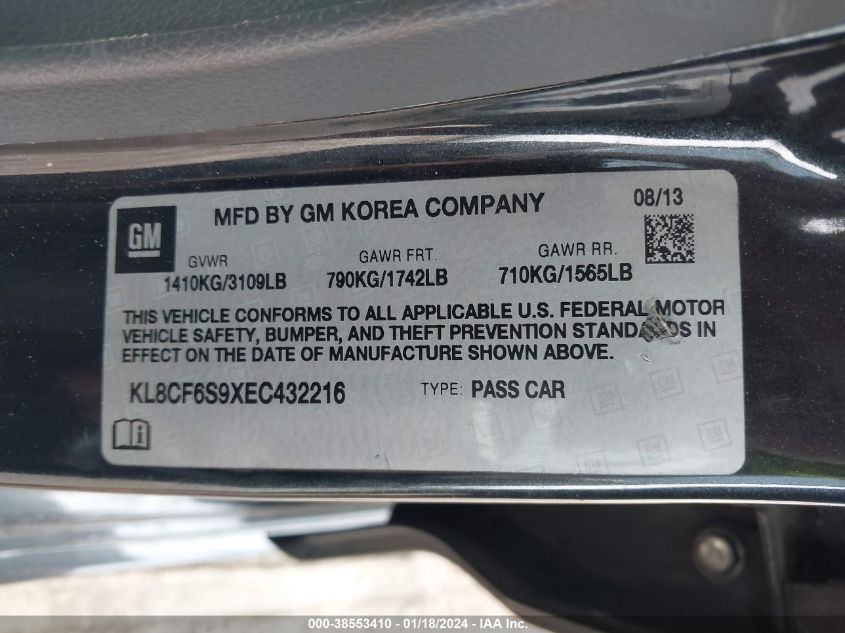 GM
MFD BY GM KOREA COMPANY
08/13
GVWR GAWR FRT. GAWR RR.
1410KG/3109LB 790KG/1742LB 710KG/1565LB
THIS VEHICLE CONFORMS TO ALL APPLICABLE U.S. FEDERAL MOTOR
VEHICLE SAFETY, BUMPER, AND THEFT PREVENTION STANDARDS IN
EFFECT ON THE DATE OF MANUFACTURE SHOWN ABOVE.
KL8CF6S9XEC432216 TYPE: PASS CAR
000-38553410 - 01/18/2024 - IAA Inc.